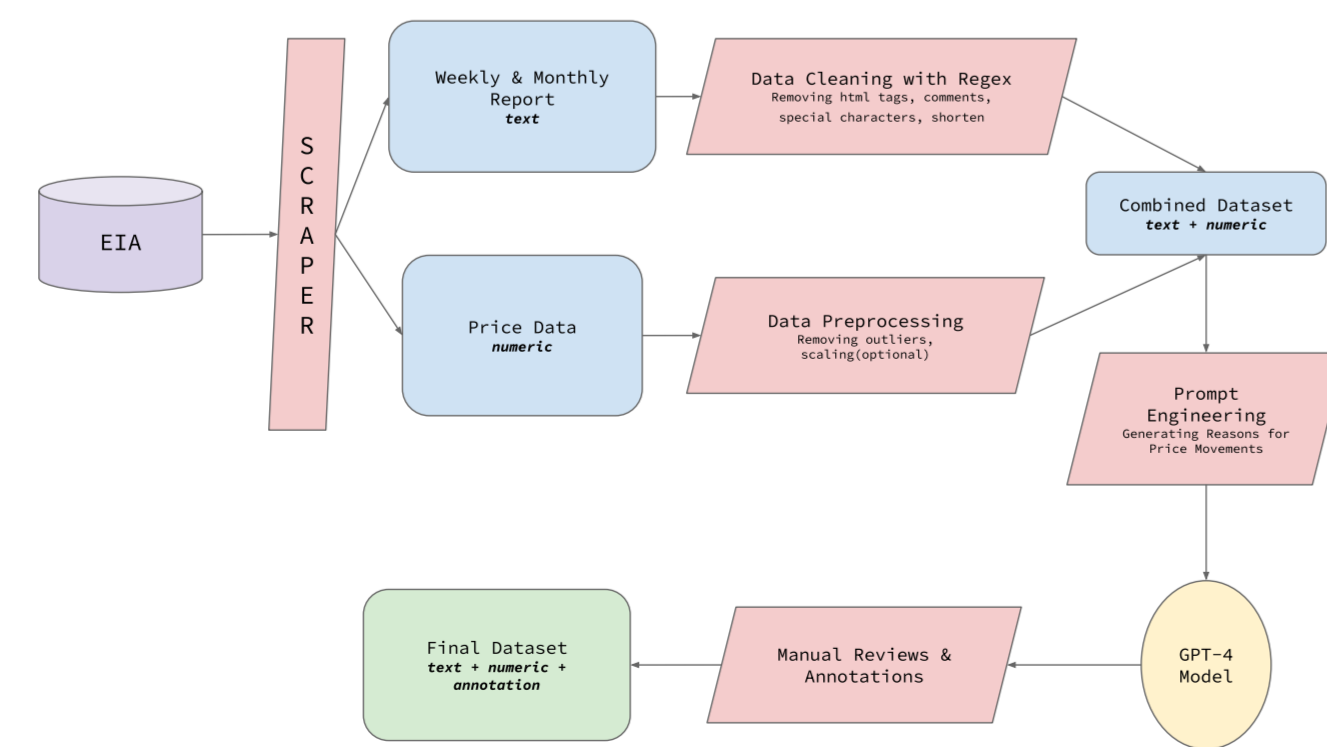 EIA
S
C
R
A
P
E
R
Weekly & Monthly
Report
text
Data Cleaning with Regex
Removing html tags, comments,
special characters, shorten
Price Data
numeric
Data Preprocessing
Removing outliers,
scaling(optional)
Combined Dataset
text + numeric
Prompt
Engineering
Generating Reasons for
Price Movements
GPT-4
Model
Manual Reviews &
Annotations
Final Dataset
text + numeric +
annotation